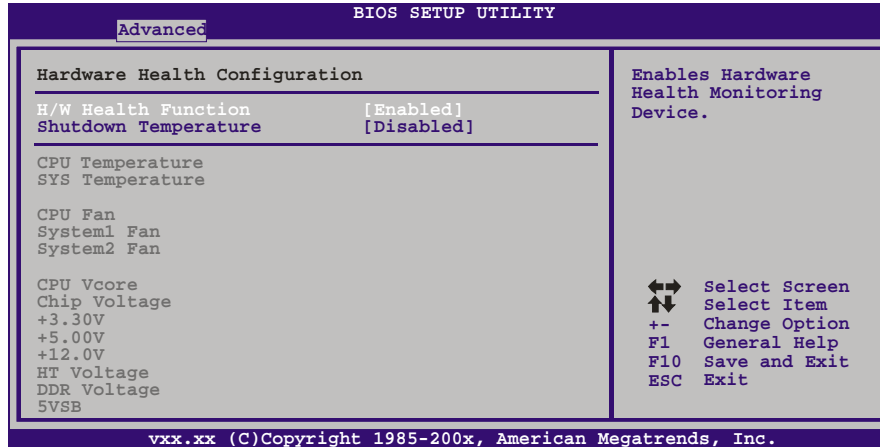 BIOS SETUP UTILITY
Advanced
Hardware Health Configuration
H/W Health Function [Enabled]
Shutdown Temperature [Disabled]
CPU Temperature
SYS Temperature
CPU Fan
System1 Fan
System2 Fan
CPU Vcore
Chip Voltage
+3.30V
+5.00V
+12.0V
HT Voltage
DDR Voltage
5VSB
Enables Hardware
Health Monitoring
Device.
Select Screen
Select Item
+- Change Option
F1 General Help
F10 Save and Exit
ESC Exit
vxx.xx (C)Copyright 1985-200x, American Megatrends, Inc.